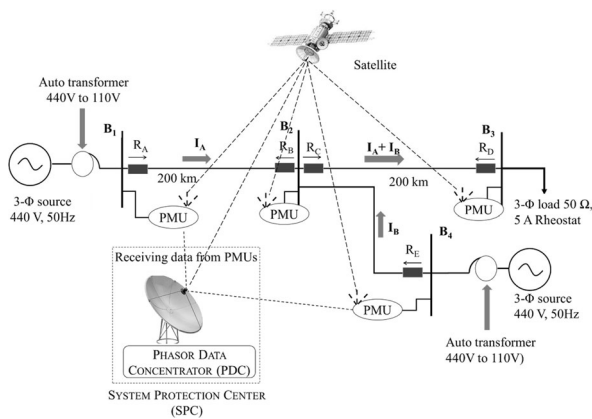 Satellite
Auto transformer
440V to 110V
B1
B2
B3
RA
IA
RB
RC
IA+ IB
RD
200 km
200 km
3-Φ source
440 V, 50Hz
PMU
PMU
PMU
3-Φ load 50 Ω,
5 A Rheostat
IB
B4
RE
Receiving data from PMUs
PMU
3-Φ source
440 V, 50Hz
PHASOR DATA
CONCENTRATOR (PDC)
Auto transformer
440V to 110V)
SYSTEM PROTECTION CENTER
(SPC)